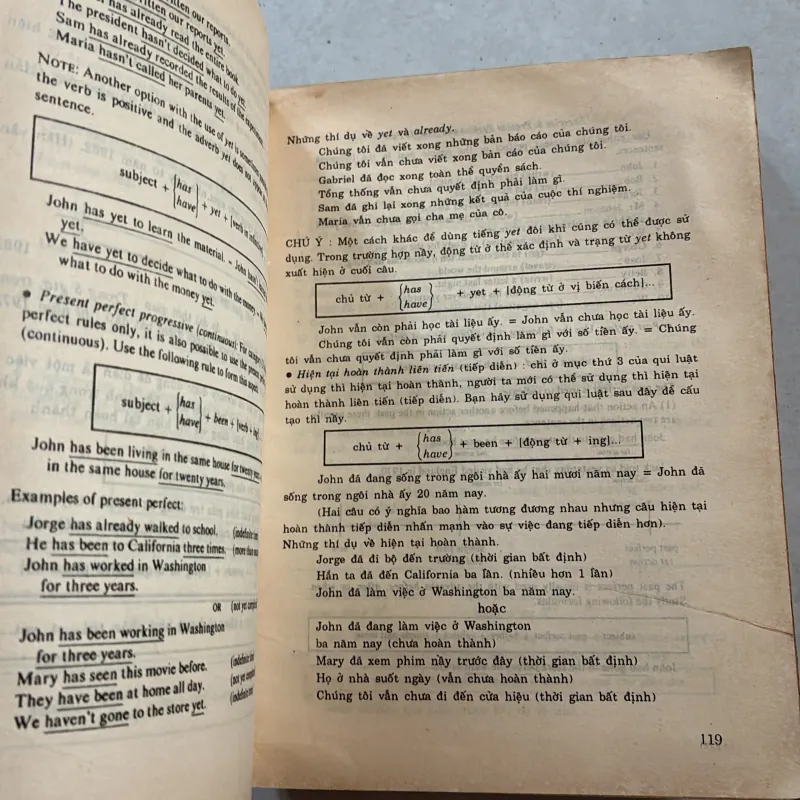 written our reports yet.
has already read the entire book
The president hasn't decided what to do yet.
Sam has already recorded the results of the experiment.
Maria hasn't called her parents yet.
NOTE: Another option with the use of yet is sometimes
the verb is positive and the adverb yet does not appear
sentence.
subject + {has have} + yet + [verb in
John has yet to learn the material. = John hasn't
yet.
We have yet to decide what to do with the money =
what to do with the money yet.
• Present perfect progressive (continuous): For
perfect rules only, it is also possible to use the present
(continuous). Use the following rule to form this
subject + {has have} + been + [verb + ing]
John has been living in the same house for twenty years
in the same house for twenty years.
Examples of present perfect:
Jorge has already walked to school. (indefinite
He has been to California three times. (more than
John has worked in Washington
for three years.
OR (not yet
John has been working in Washington
for three years.
Mary has seen this movie before. (indefinite
They have been at home all day. (not yet
We haven't gone to the store yet. (indefinite
Những thí dụ về yet và already.
Chúng tôi đã viết xong những bản báo cáo của chúng tôi.
Chúng tôi vẫn chưa viết xong bản cáo của chúng tôi.
Gabriel đã đọc xong toàn thể quyển sách.
Tổng thống vẫn chưa quyết định phải làm gì.
Sam đã ghi lại xong những kết quả của cuộc thí nghiệm.
Maria vẫn chưa gọi cha mẹ của cô.
CHÚ Ý : Một cách khác để dùng tiếng yet đôi khi cũng có thể được sử
dụng. Trong trường hợp này, động từ ở thể xác định và trạng từ yet không
xuất hiện ở cuối câu.
chủ từ + {has have} + yet + [động từ ở vị biến cách]...
John vẫn còn phải học tài liệu ấy. = John vẫn chưa học tài liệu ấy.
Chúng tôi vẫn còn phải quyết định làm gì với số tiền ấy. = Chúng
tôi vẫn chưa quyết định phải làm gì với số tiền ấy.
• Hiện tại hoàn thành liên tiến (tiếp diễn) : chỉ ở mục thứ 3 của qui luật
sử dụng thì hiện tại hoàn thành, người ta mới có thể sử dụng thì hiện tại
hoàn thành liên tiến (tiếp diễn). Bạn hãy sử dụng qui luật sau đây để cấu
tạo thì nầy.
chủ từ + {has have} + been + [động từ + ing]...
John đã đang sống trong ngôi nhà ấy hai mươi năm nay = John đã
sống trong ngôi nhà ấy 20 năm nay.
(Hai câu có ý nghĩa bao hàm tương đương nhau nhưng câu hiện tại
hoàn thành tiếp diễn nhấn mạnh vào sự việc đang tiếp diễn hơn).
Những thí dụ về hiện tại hoàn thành.
Jorge đã đi bộ đến trường (thời gian bất định)
Hắn ta đã đến California ba lần. (nhiều hơn 1 lần)
John đã làm việc ở Washington ba năm nay.
hoặc
John đã đang làm việc ở Washington
ba năm nay (chưa hoàn thành)
Mary đã xem phim nầy trước đây (thời gian bất định)
Họ ở nhà suốt ngày (vẫn chưa hoàn thành)
Chúng tôi vẫn chưa đi đến cửa hiệu (thời gian bất định)
119